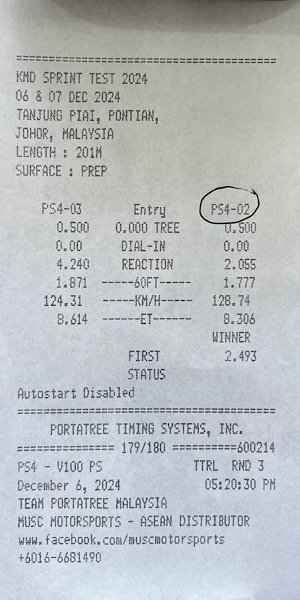 =====================================
KMD SPRINT TEST 2024
06 & 07 DEC 2024
TANJUNG PIAI, PONTIAN,
JOHOR, MALAYSIA
LENGTH : 201M
SURFACE : PREP
PS4-03 Entry PS4-02
0.500 0.000 TREE 0.500
0.00 DIAL-IN 0.00
4.240 REACTION 2.055
1.871 -----60FT----- 1.777
124.31 -----KM/H----- 128.74
8.614 ------ET------ 8.306
WINNER
FIRST 2.493
STATUS
Autostart Disabled
=====================================
PORTATREE TIMING SYSTEMS, INC.
============== 179/180 ==========600214
PS4 - V100 PS TTRL RND 3
December 6, 2024 05:20:30 PM
TEAM PORTATREE MALAYSIA
MUSC MOTORSPORTS - ASEAN DISTRIBUTOR
www.facebook.com/muscmotorsports
+6016-6681490